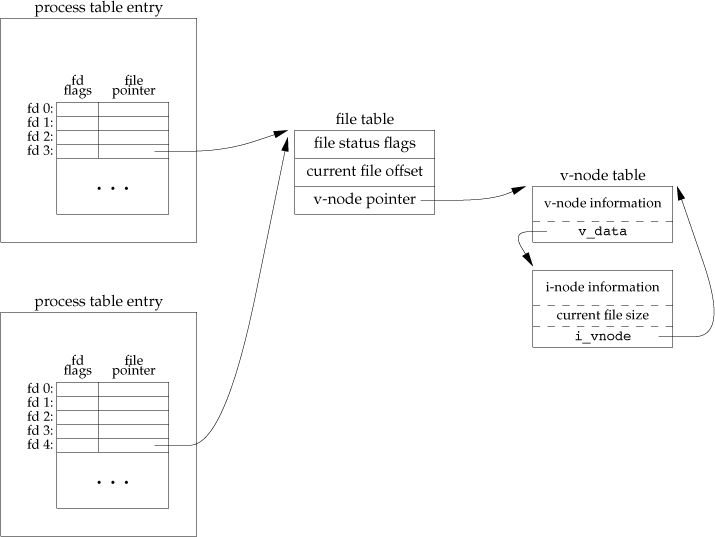 process table entry
fd
flags
file
pointer
fd 0:
fd 1:
fd 2:
fd 3:
. . .
file table
file status flags
current file offset
v-node pointer
v-node table
v-node information
v_data
i-node information
current file size
i_vnode
process table entry
fd
flags
file
pointer
fd 0:
fd 1:
fd 2:
fd 3:
fd 4:
. . .